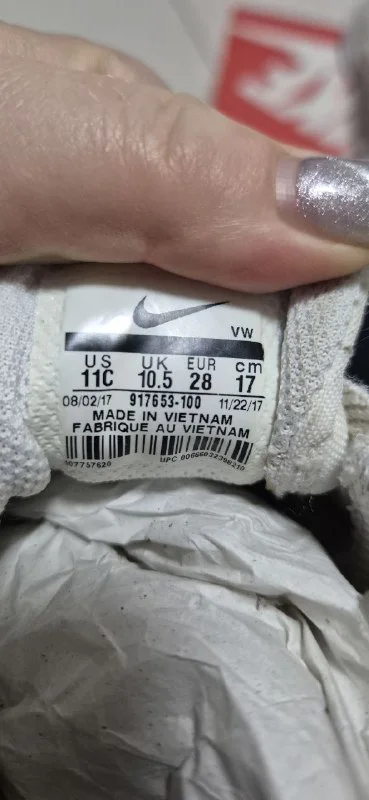 VW
US UK EUR cm
11C 10.5 28 17
08/02/17 917653-100 11/22/17
MADE IN VIETNAM
FABRIQUE AU VIETNAM